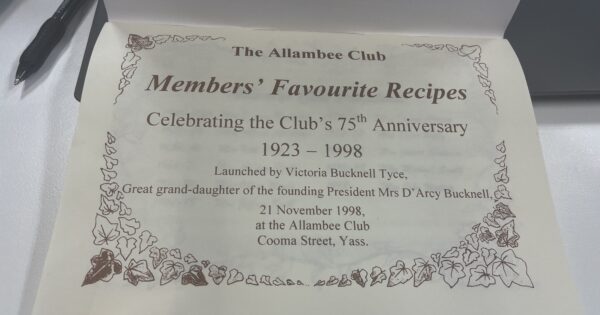 The Allambee Club
Members’ Favourite Recipes
Celebrating the Club’s 75th Anniversary
1923 – 1998
Launched by Victoria Bucknell Tyce,
Great grand-daughter of the founding President Mrs D’Arcy Bucknell,
21 November 1998,
at the Allambee Club
Cooma Street, Yass.